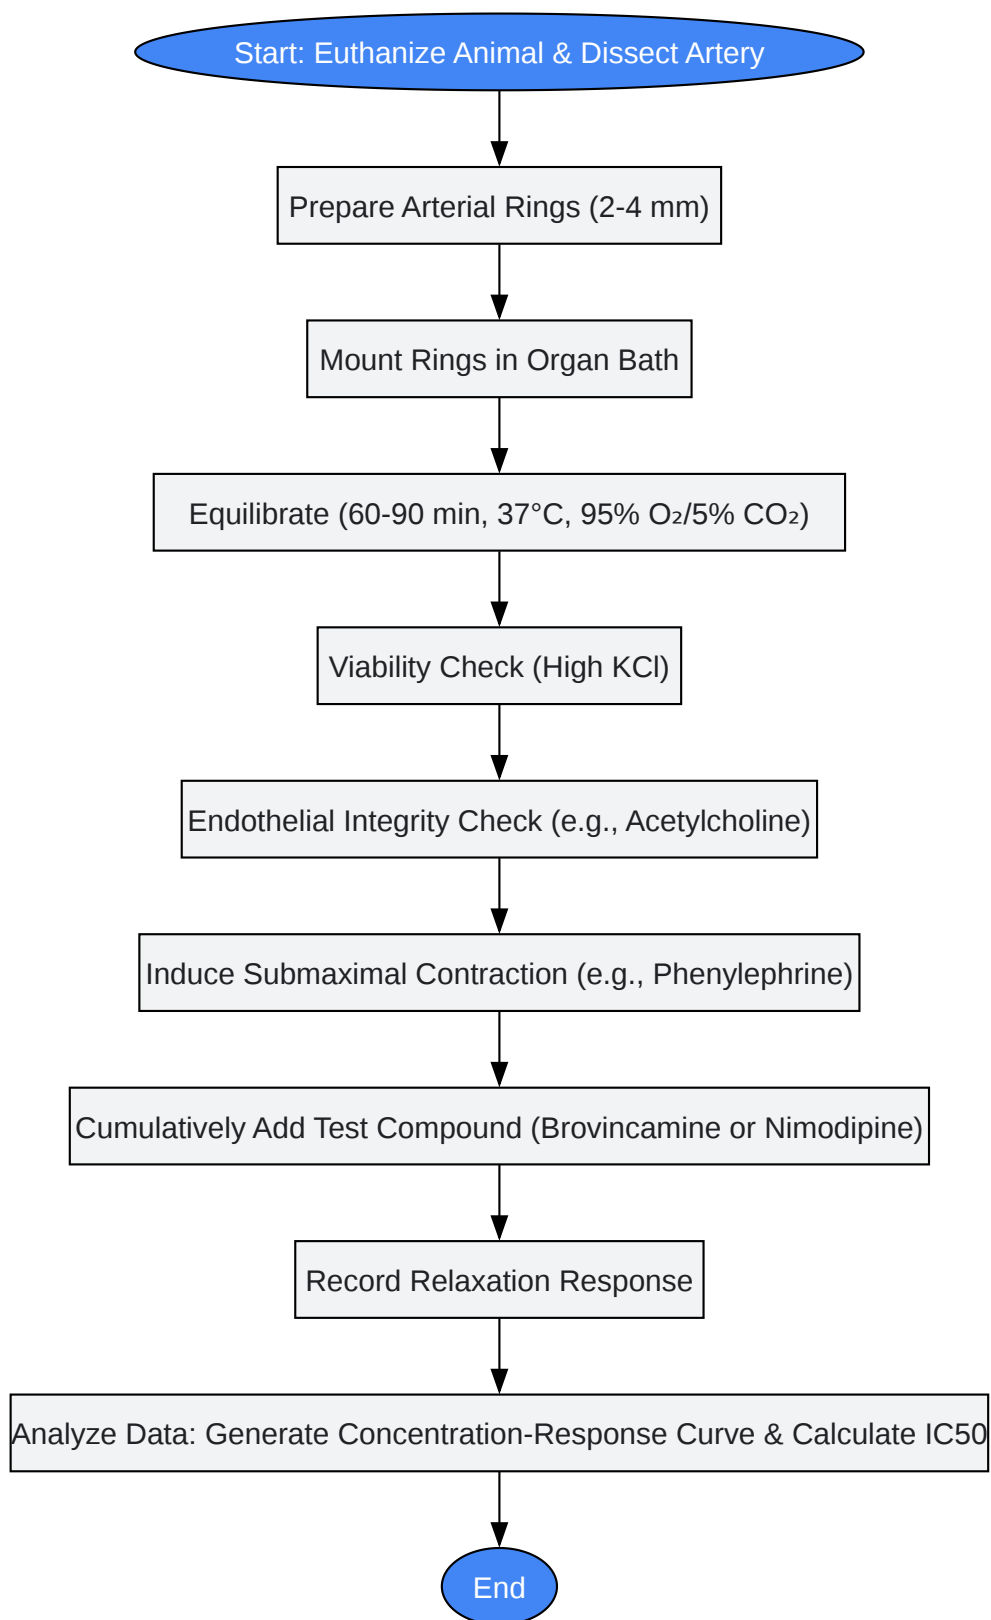 Start: Euthanize Animal & Dissect Artery
Prepare Arterial Rings (2-4 mm)
Mount Rings in Organ Bath
Equilibrate (60-90 min, 37°C, 95% O₂/5% CO₂)
Viability Check (High KCl)
Endothelial Integrity Check (e.g., Acetylcholine)
Induce Submaximal Contraction (e.g., Phenylephrine)
Cumulatively Add Test Compound (Brovincamine or Nimodipine)
Record Relaxation Response
Analyze Data: Generate Concentration-Response Curve & Calculate IC50
End